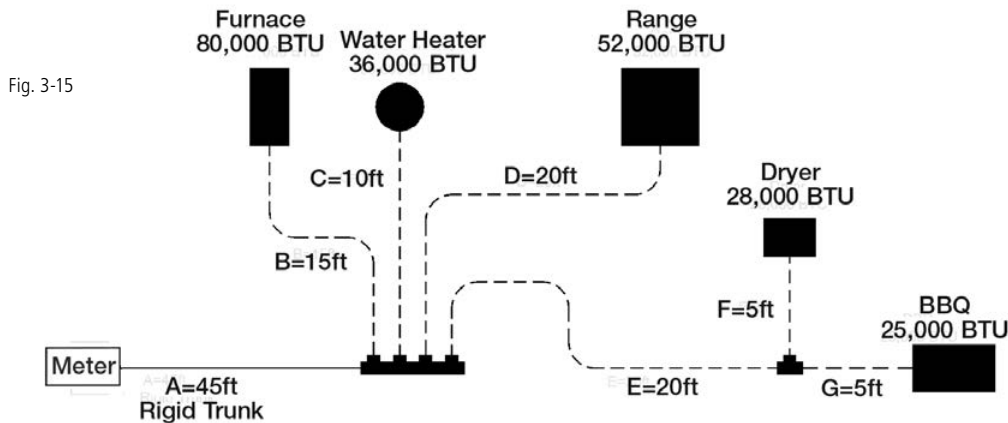 Furnace
80,000 BTU
Water Heater
36,000 BTU
Range
52,000 BTU
Fig. 3-15
C=10ft
D=20ft
Dryer
28,000 BTU
B=15ft
F=5ft
BBQ
25,000 BTU
Meter
A=45ft
Rigid Trunk
E=20ft
G=5ft